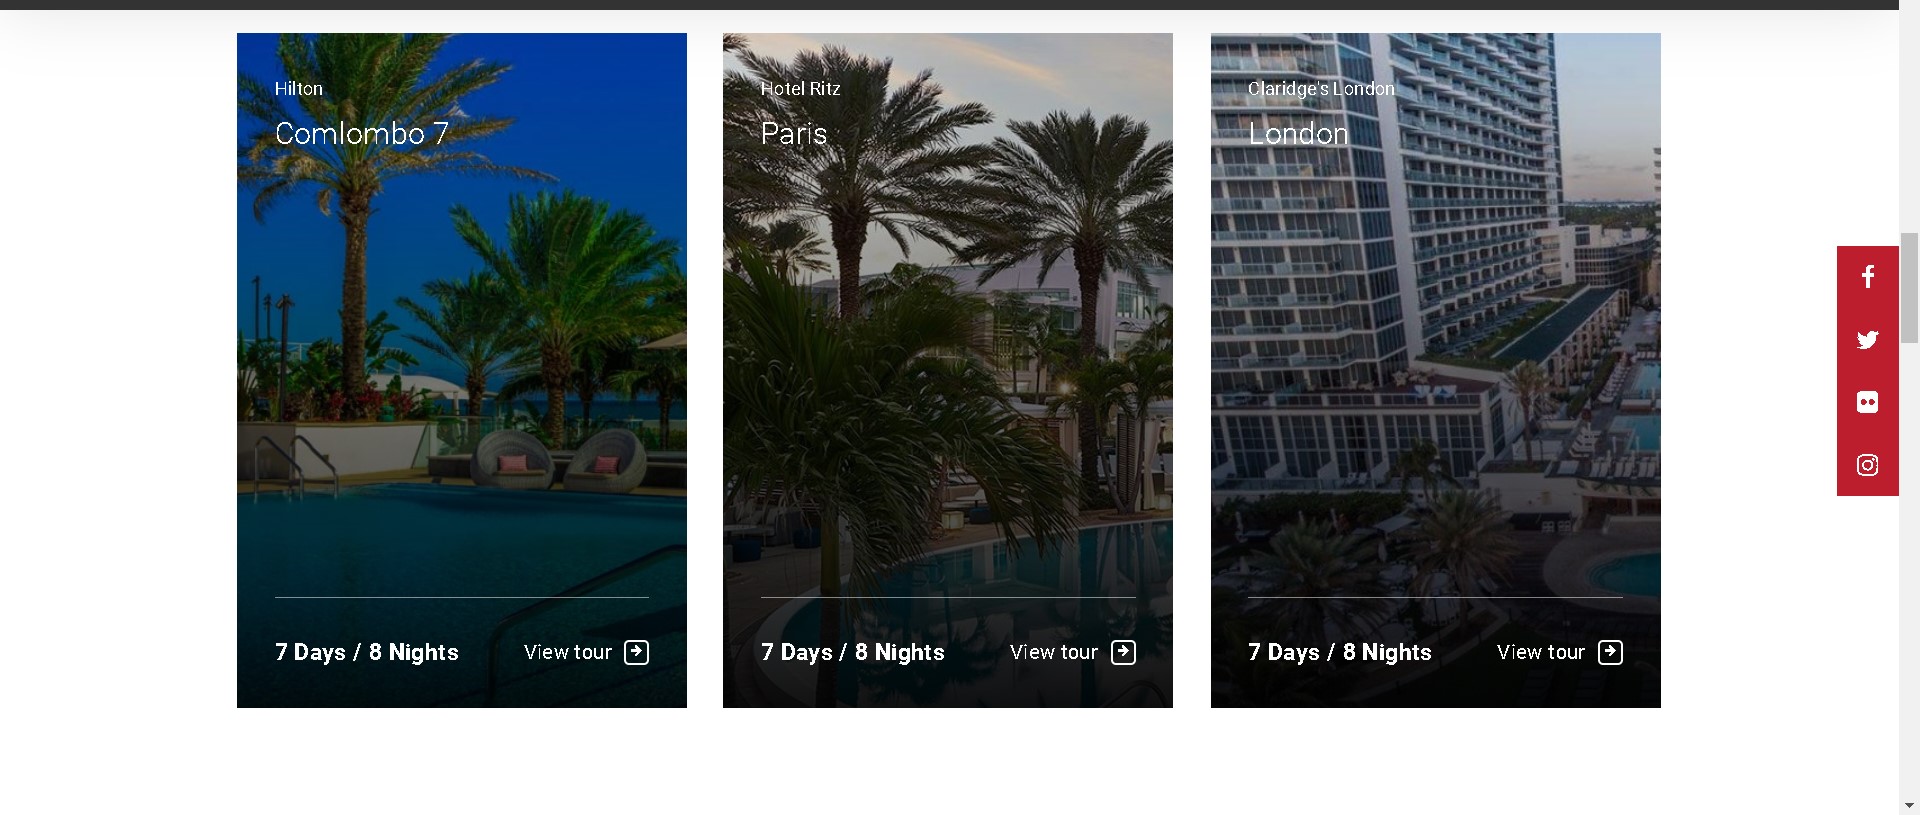 Hilton
Comlombo 7
7 Days / 8 Nights
View tour
Hotel Ritz
Paris
7 Days / 8 Nights
View tour
Claridge's London
London
7 Days / 8 Nights
View tour